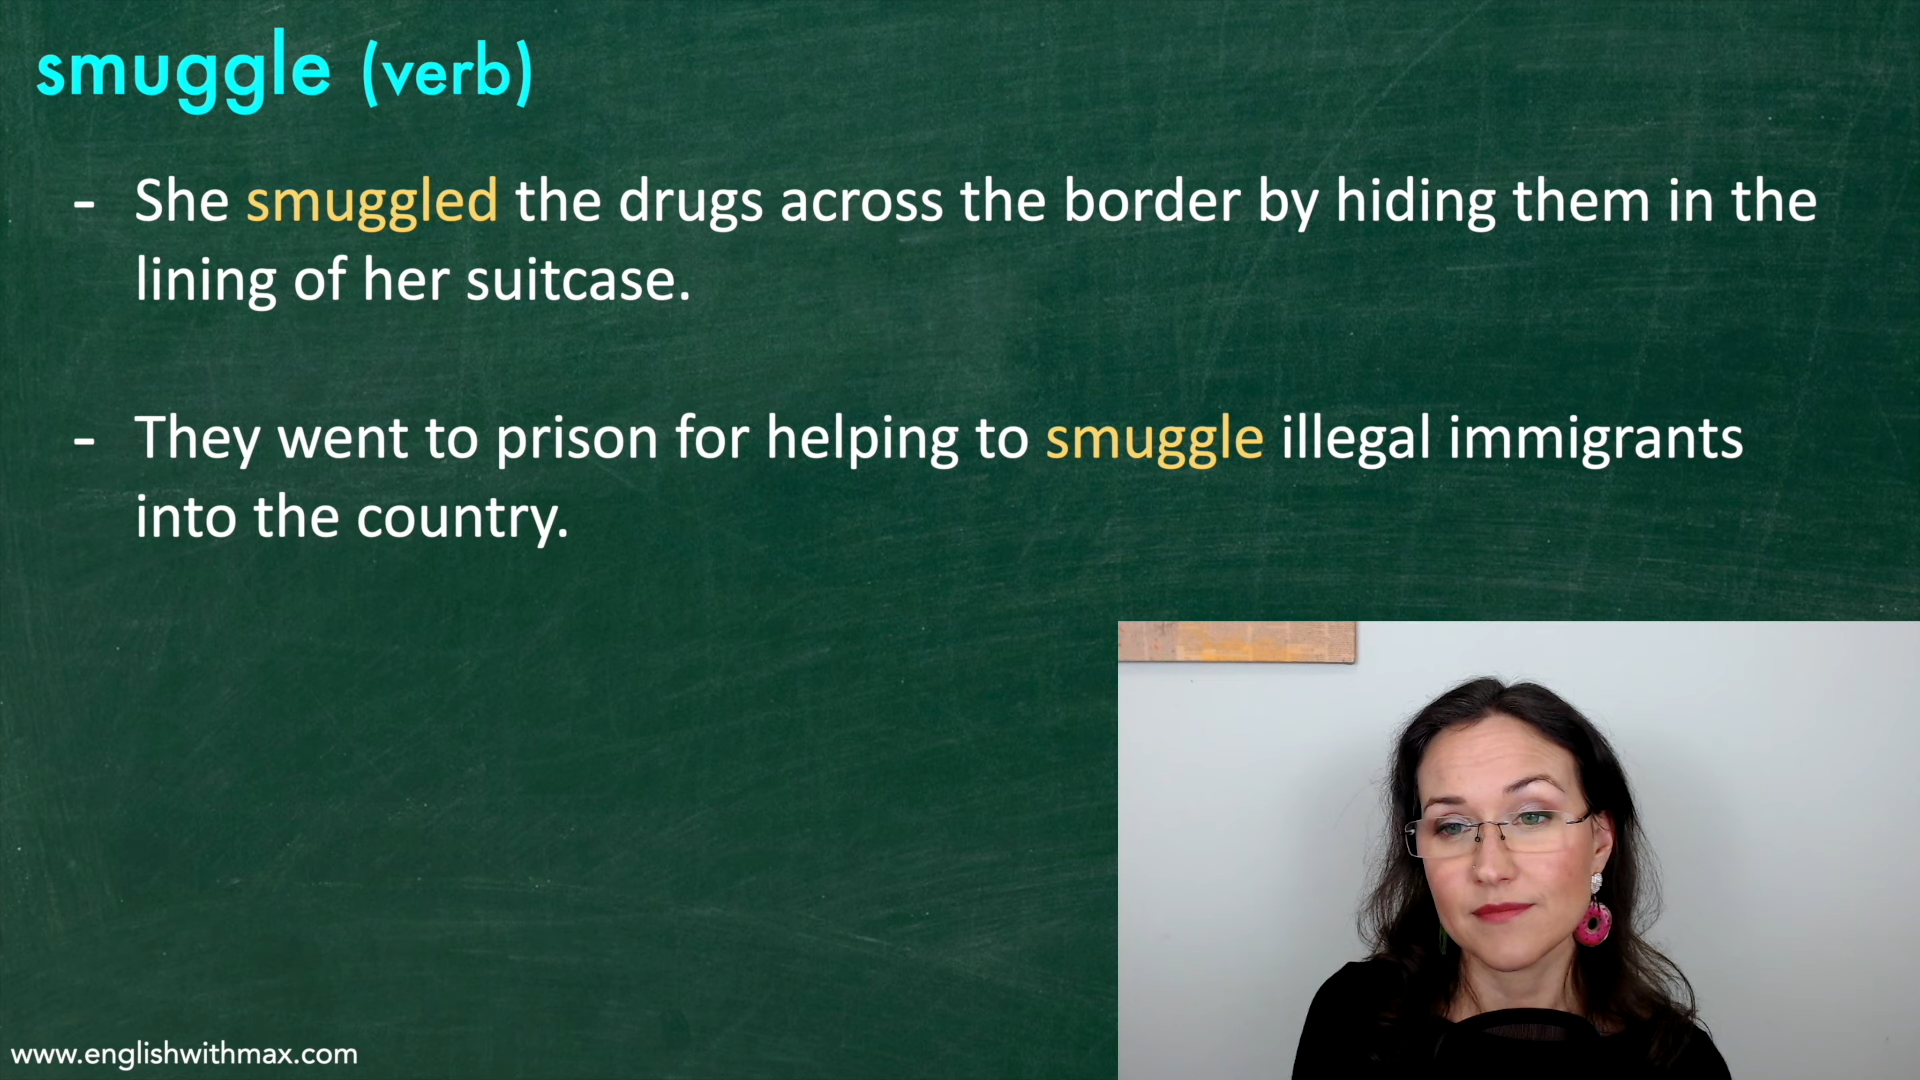 smuggle (verb)
- She smuggled the drugs across the border by hiding them in the
lining of her suitcase.
- They went to prison for helping to smuggle illegal immigrants
into the country.
www.englishwithmax.com